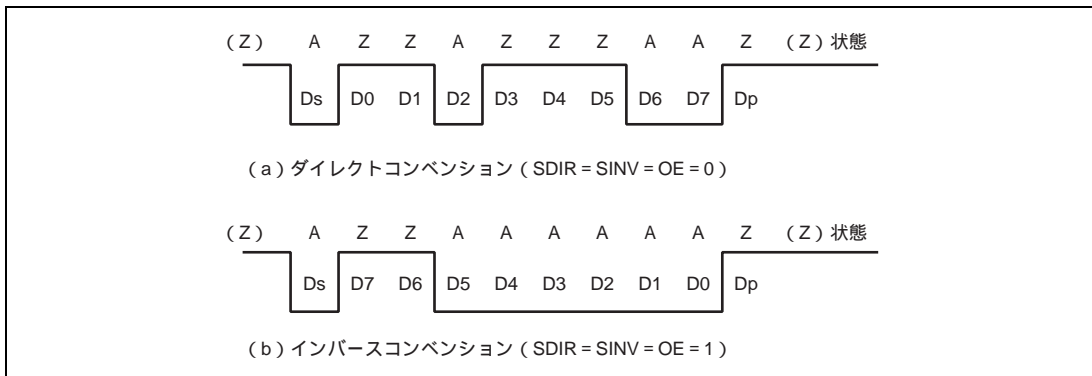 (Z) A Z Z A Z Z Z A A Z (Z)状態
Ds D0 D1 D2 D3 D4 D5 D6 D7 Dp
(a)ダイレクトコンベンション(SDIR=SINV=OE=0)
(Z) A Z Z A A A A A A Z (Z)状態
Ds D7 D6 D5 D4 D3 D2 D1 D0 Dp
(b)インバースコンベンション(SDIR=SINV=OE=1)